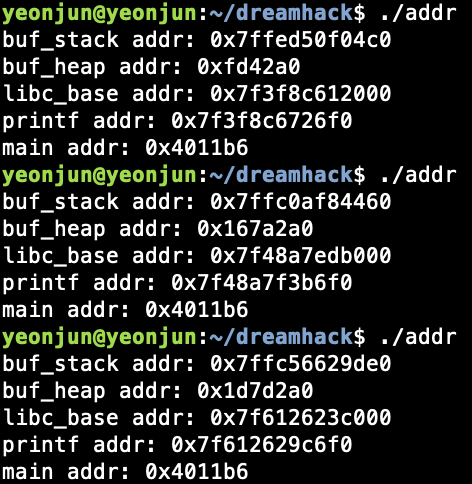 yeonjun@yeonjun:~/dreamhack$ ./addr
buf_stack addr: 0x7ffed50f04c0
buf_heap addr: 0xfd42a0
libc_base addr: 0x7f3f8c612000
printf addr: 0x7f3f8c6726f0
main addr: 0x4011b6
yeonjun@yeonjun:~/dreamhack$ ./addr
buf_stack addr: 0x7ffc0af84460
buf_heap addr: 0x167a2a0
libc_base addr: 0x7f48a7edb000
printf addr: 0x7f48a7f3b6f0
main addr: 0x4011b6
yeonjun@yeonjun:~/dreamhack$ ./addr
buf_stack addr: 0x7ffc56629de0
buf_heap addr: 0x1d7d2a0
libc_base addr: 0x7f612623c000
printf addr: 0x7f612629c6f0
main addr: 0x4011b6